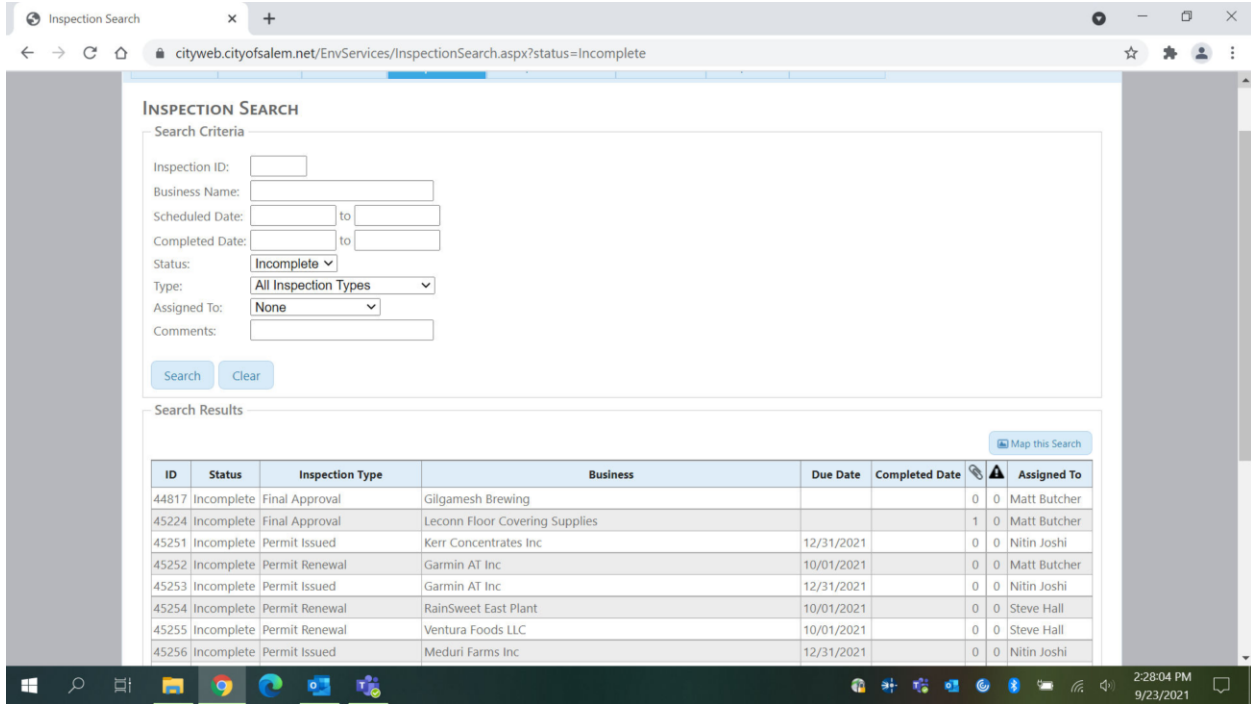 Inspection Search
cityweb.cityofsalem.net/EnvServices/InspectionSearch.aspx?status=Incomplete
INSPECTION SEARCH
Search Criteria
Inspection ID:
Business Name:
Scheduled Date: to
Completed Date: to
Status: Incomplete
Type: All Inspection Types
Assigned To: None
Comments:
Search Clear
Search Results
Map this Search
ID Status Inspection Type Business Due Date Completed Date Assigned To
44817 Incomplete Final Approval Gilgamesh Brewing 0 0 Matt Butcher
45224 Incomplete Final Approval Leconn Floor Covering Supplies 1 0 Matt Butcher
45251 Incomplete Permit Issued Kerr Concentrates Inc 12/31/2021 0 0 Nitin Joshi
45252 Incomplete Permit Renewal Garmin AT Inc 10/01/2021 0 0 Matt Butcher
45253 Incomplete Permit Issued Garmin AT Inc 12/31/2021 0 0 Nitin Joshi
45254 Incomplete Permit Renewal RainSweet East Plant 10/01/2021 0 0 Steve Hall
45255 Incomplete Permit Renewal Ventura Foods LLC 10/01/2021 0 0 Steve Hall
45256 Incomplete Permit Issued Meduri Farms Inc 12/31/2021 0 0 Nitin Joshi
2:28:04 PM
9/23/2021